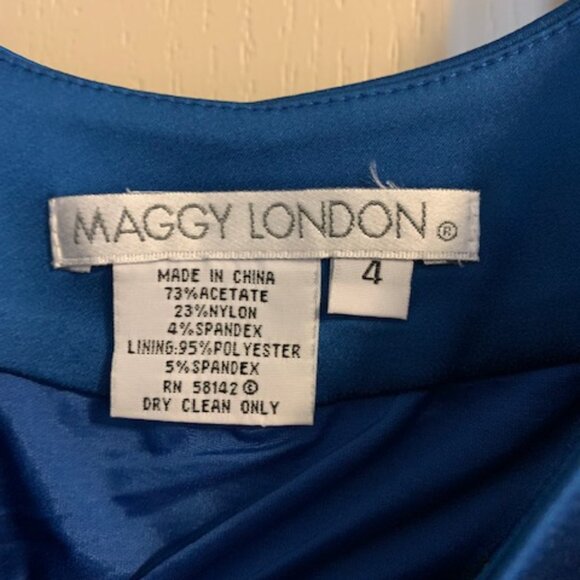 MAGGY LONDON ®
4
MADE IN CHINA
73%ACETATE
23%NYLON
4%SPANDEX
LINING:95%POLYESTER
5%SPANDEX
RN 58142 ©
DRY CLEAN ONLY